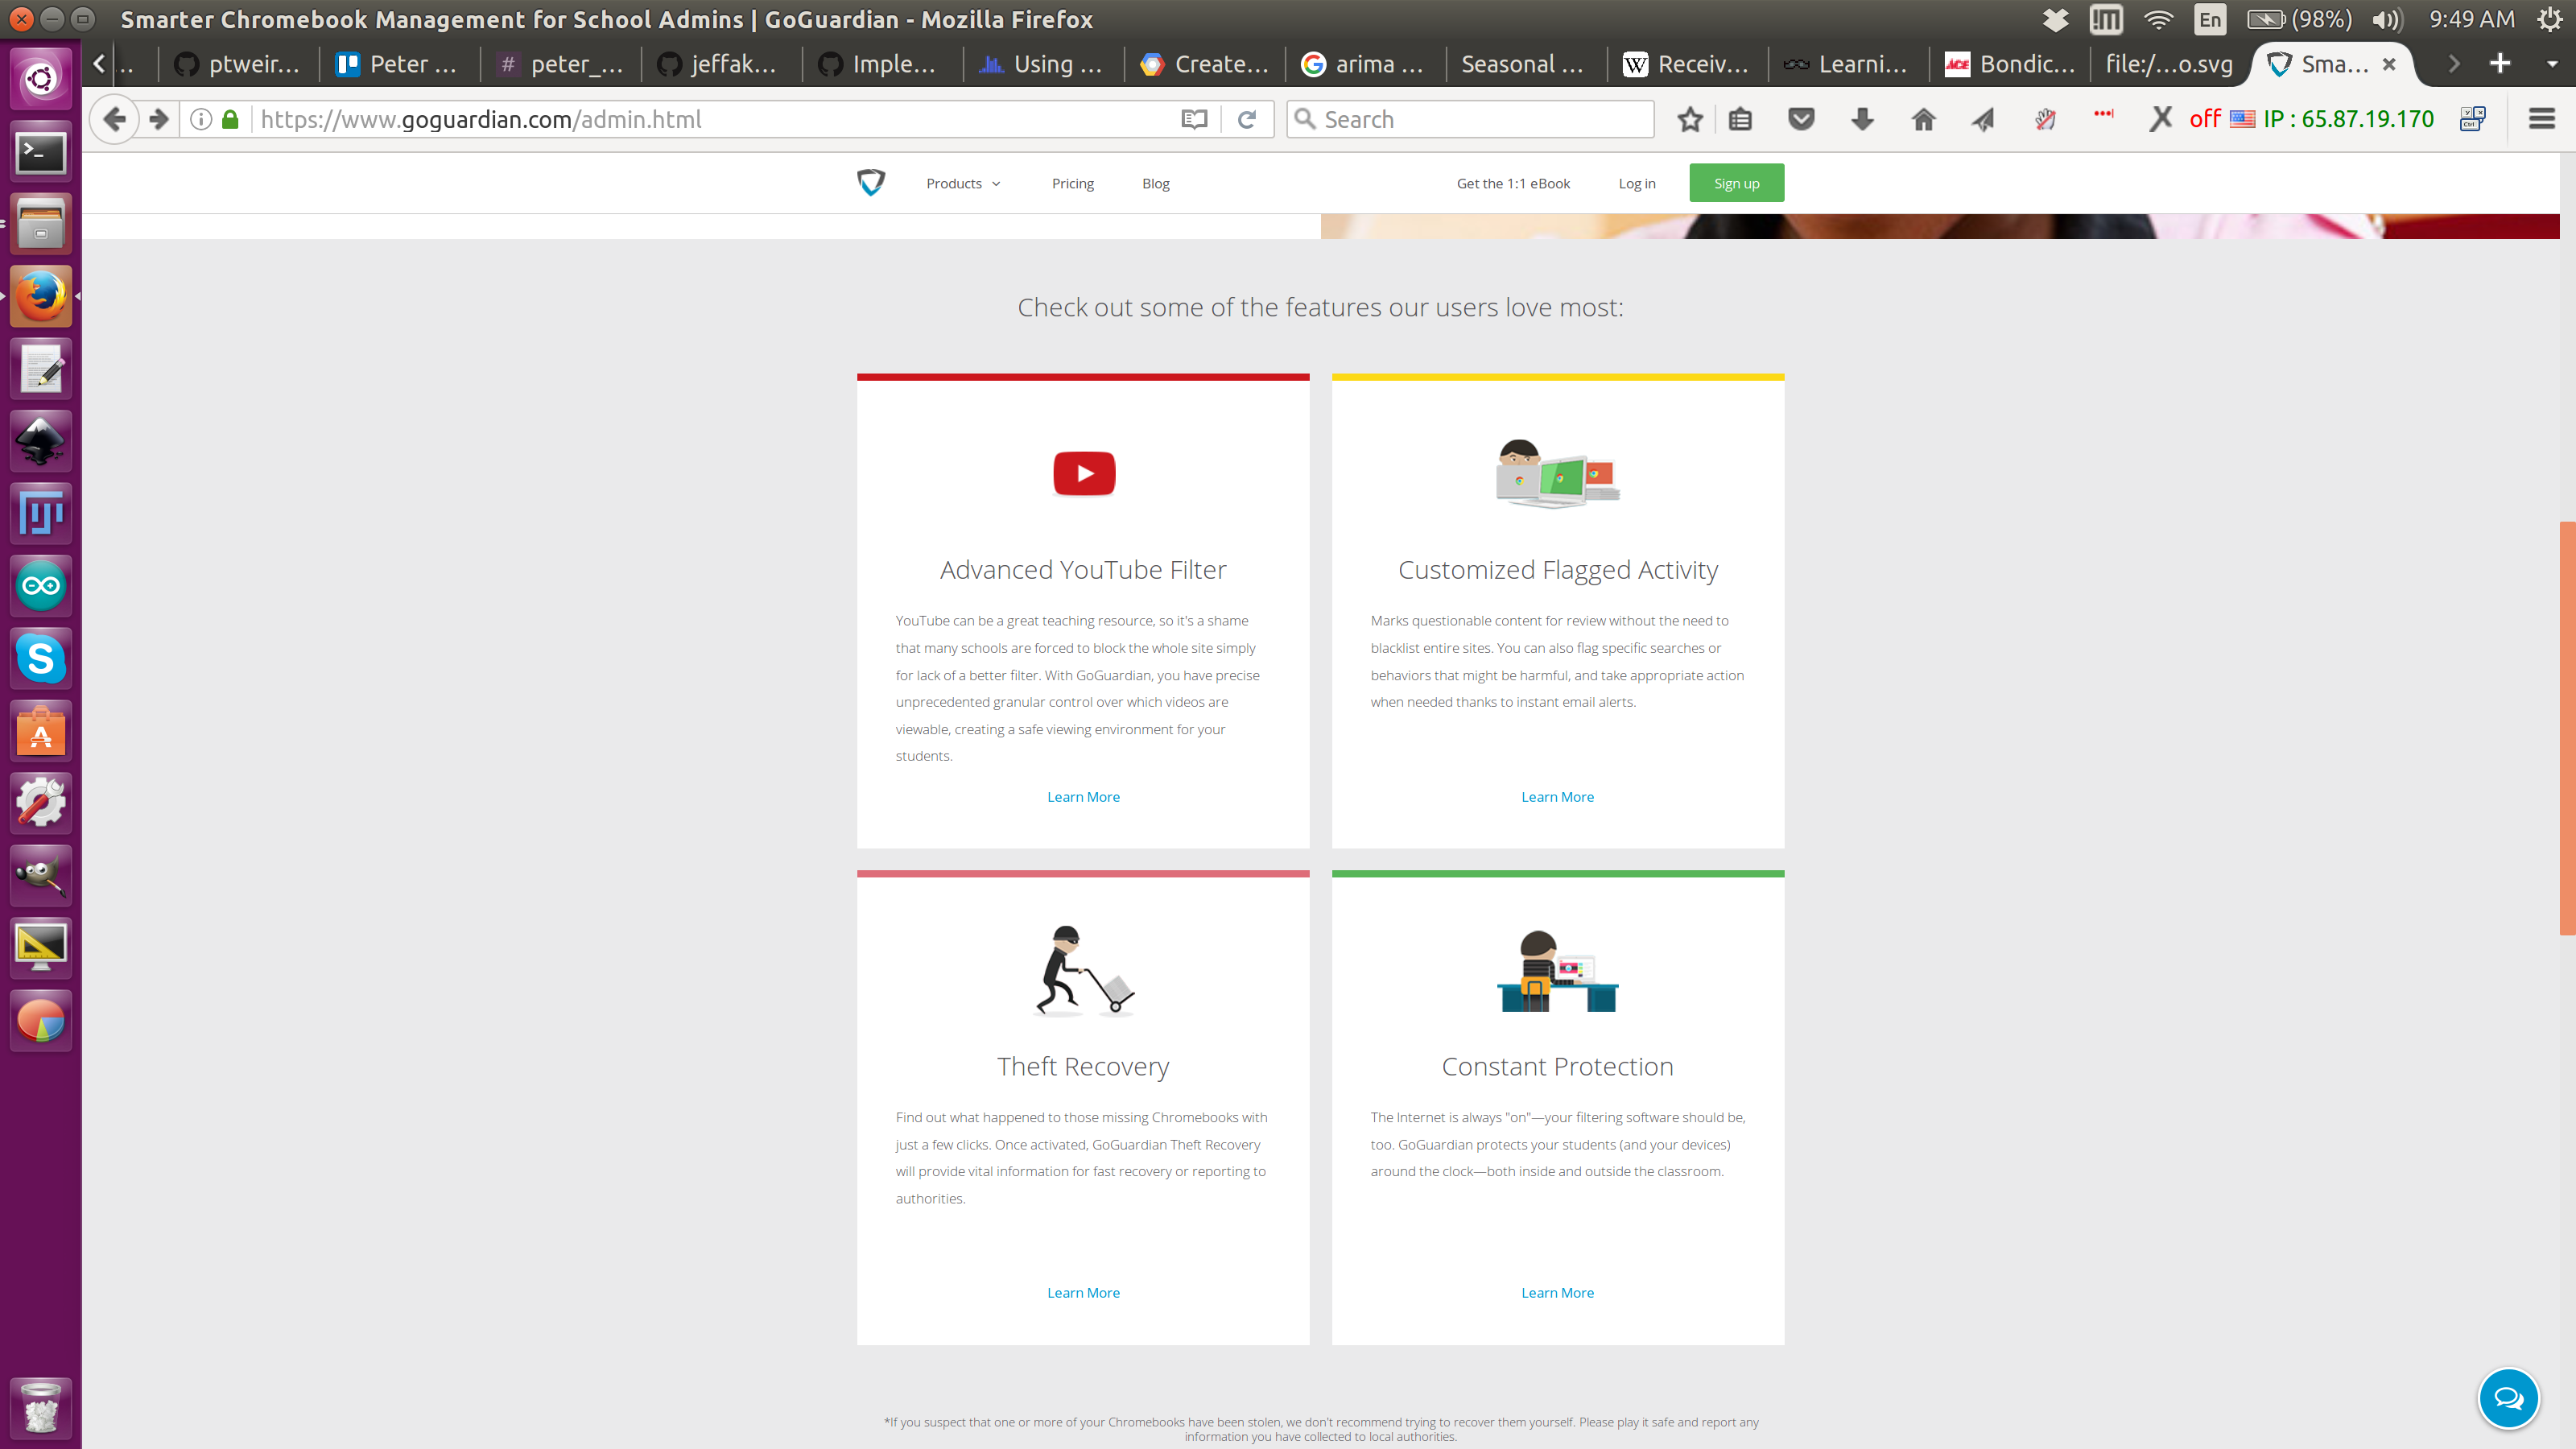 Smarter Chromebook Management for School Admins | GoGuardian - Mozilla Firefox
En
(98%)
9:49 AM
...
ptweir...
Peter ...
# peter_...
jeffak...
Imple...
Using ...
Create...
arima ...
Seasonal ...
W Receiv...
Learni...
ACE Bondic...
file:/...o.svg
Sma...
https://www.goguardian.com/admin.html
Search
X off IP : 65.87.19.170
Products
Pricing
Blog
Get the 1:1 eBook
Log in
Sign up
Check out some of the features our users love most:
Advanced YouTube Filter
YouTube can be a great teaching resource, so it's a shame
that many schools are forced to block the whole site simply
for lack of a better filter. With GoGuardian, you have precise
unprecedented granular control over which videos are
viewable, creating a safe viewing environment for your
students.
Learn More
Customized Flagged Activity
Marks questionable content for review without the need to
blacklist entire sites. You can also flag specific searches or
behaviors that might be harmful, and take appropriate action
when needed thanks to instant email alerts.
Learn More
Theft Recovery
Find out what happened to those missing Chromebooks with
just a few clicks. Once activated, GoGuardian Theft Recovery
will provide vital information for fast recovery or reporting to
authorities.
Learn More
Constant Protection
The Internet is always "on"—your filtering software should be,
too. GoGuardian protects your students (and your devices)
around the clock—both inside and outside the classroom.
Learn More
*If you suspect that one or more of your Chromebooks have been stolen, we don't recommend trying to recover them yourself. Please play it safe and report any
information you have collected to local authorities.